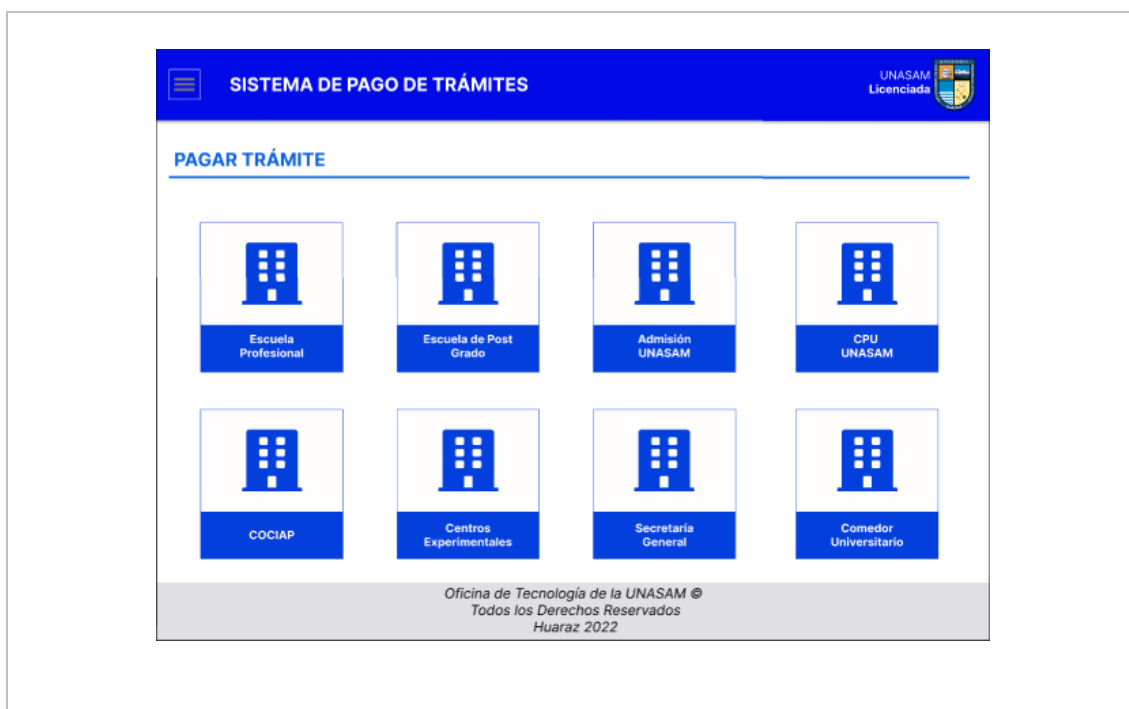 SISTEMA DE PAGO DE TRÁMITES
UNASAM
Licenciada
PAGAR TRÁMITE
Escuela
Profesional
Escuela de Post
Grado
Admisión
UNASAM
CPU
UNASAM
COCIAP
Centros
Experimentales
Secretaría
General
Comedor
Universitario
Oficina de Tecnología de la UNASAM ©
Todos los Derechos Reservados
Huaraz 2022